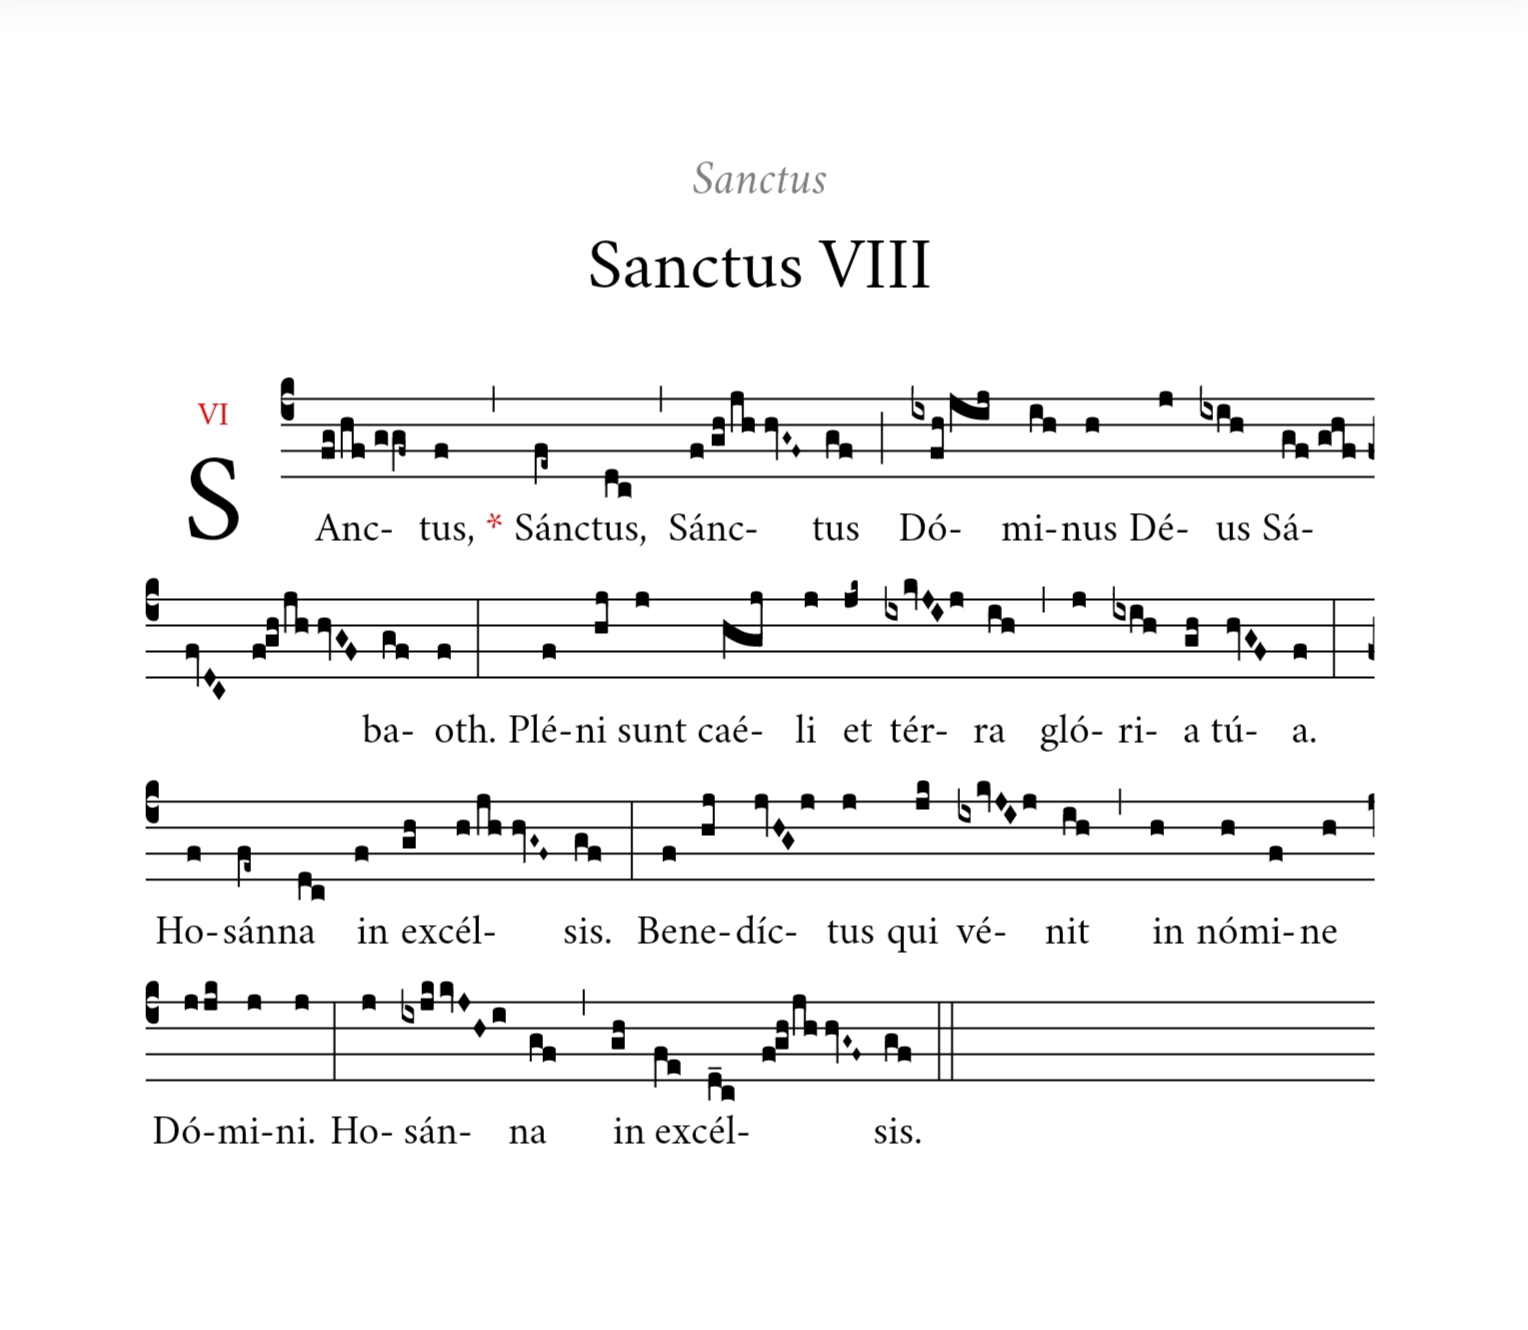 Sanctus
Sanctus VIII
VI
SAnc- tus, * Sánctus, Sánc- tus Dó- mi-nus Dé- us Sá-
ba- oth. Plé-ni sunt caé- li et tér- ra gló- ri- a tú- a.
Ho-sánna in excél- sis. Bene-díc- tus qui vé- nit in nómi-ne
Dó-mi-ni. Ho- sán- na in excél- sis.